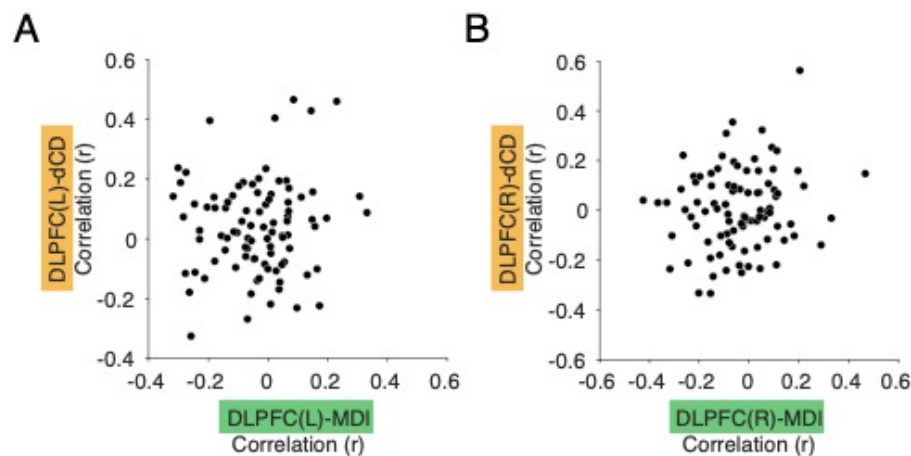 A
DLPFC(L)-dCD
Correlation (r)
0.6
0.4
0.2
0
-0.2
-0.4
-0.4 -0.2 0 0.2 0.4 0.6
DLPFC(L)-MDI
Correlation (r)
B
DLPFC(R)-dCD
Correlation (r)
0.6
0.4
0.2
0
-0.2
-0.4
-0.6
-0.6 -0.4 -0.2 0 0.2 0.4 0.6
DLPFC(R)-MDI
Correlation (r)